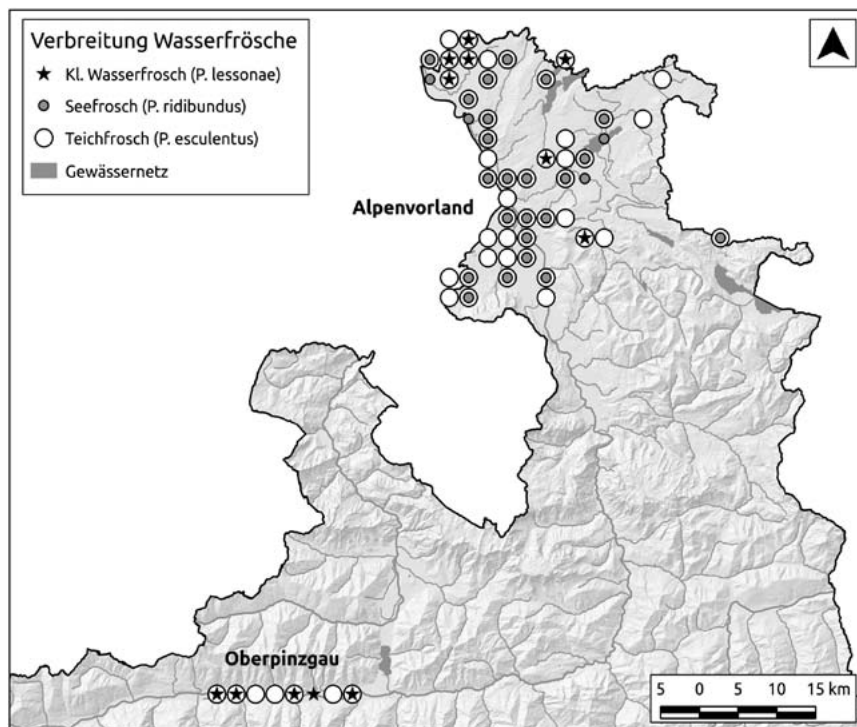 Verbreitung Wasserfrösche
Kl. Wasserfrosch (P. lessonae)
Seefrosch (P. ridibundus)
Teichfrosch (P. esculentus)
Gewässernetz
Alpenvorland
Oberpinzgau
5 0 5 10 15 km